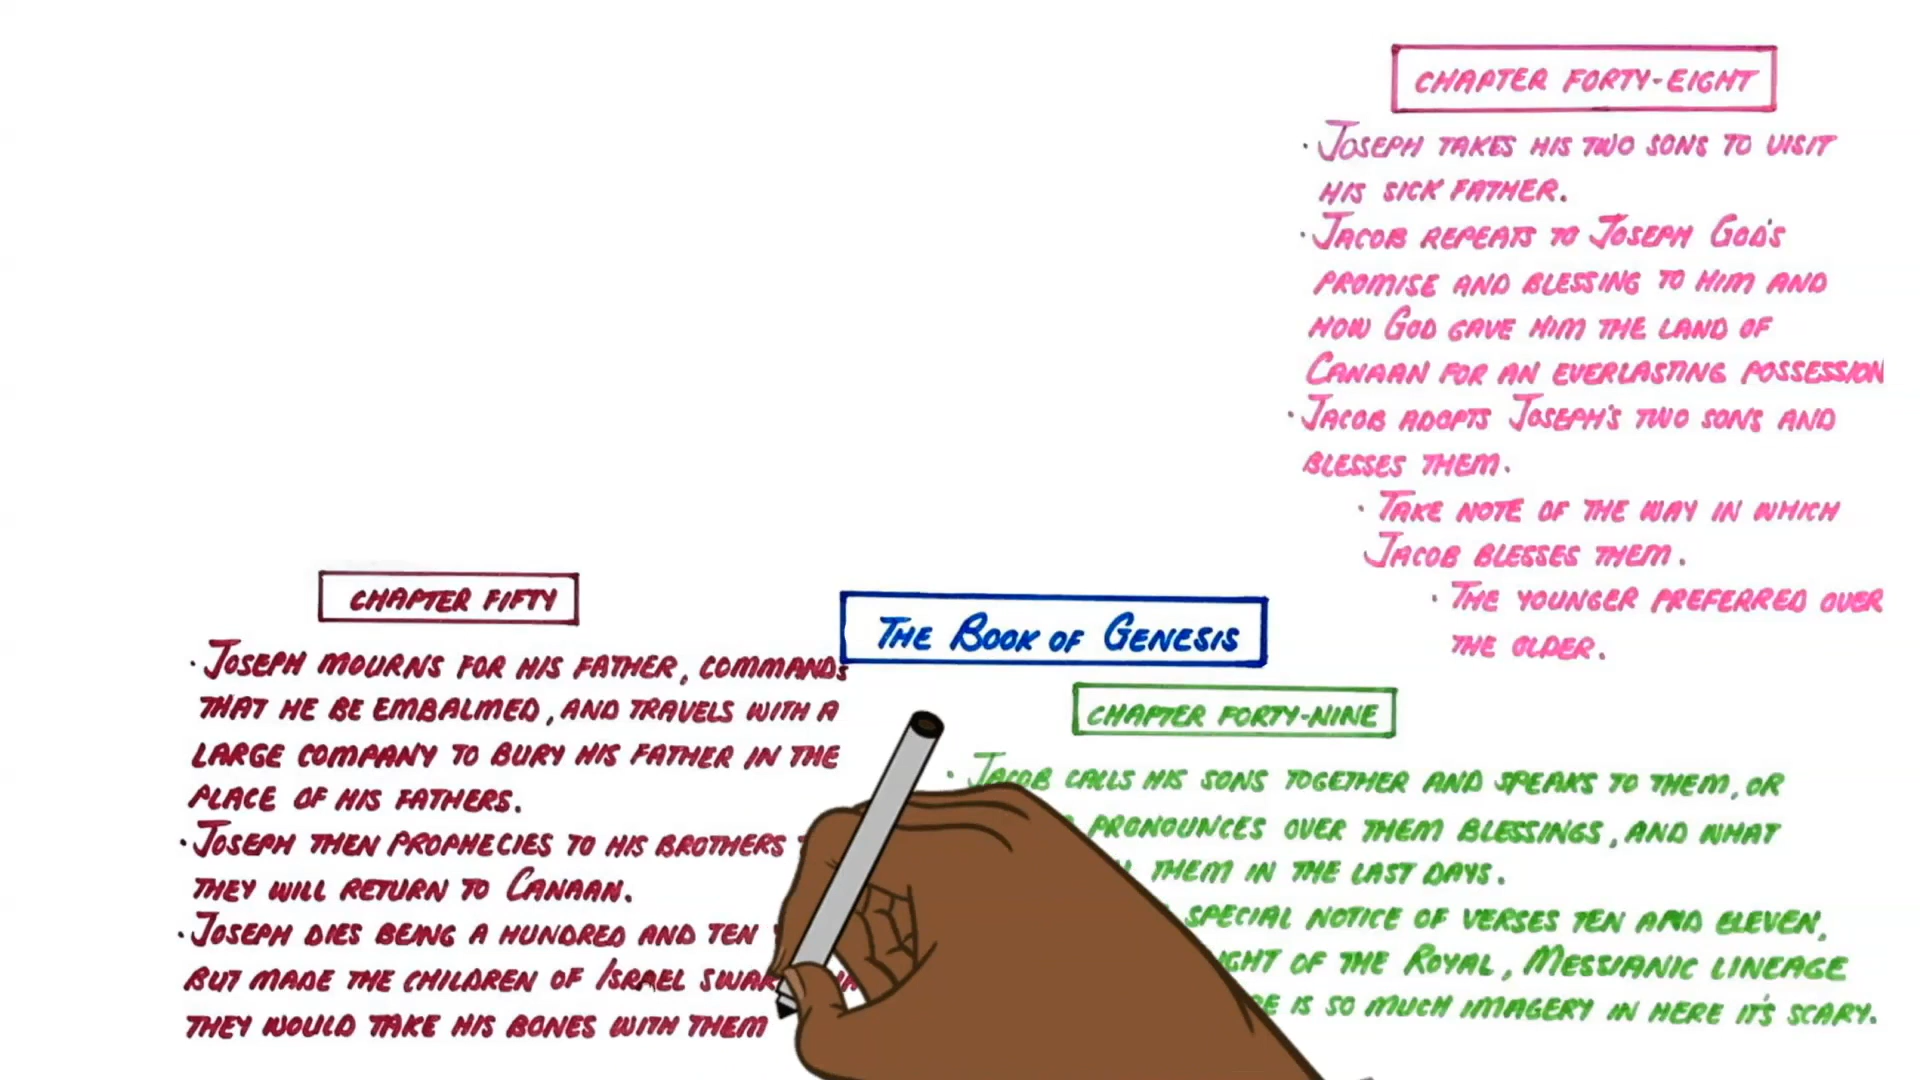 CHAPTER FORTY-EIGHT
· JOSEPH TAKES HIS TWO SONS TO VISIT
HIS SICK FATHER.
· JACOB REPEATS TO JOSEPH GOD'S
PROMISE AND BLESSING TO HIM AND
HOW GOD GAVE HIM THE LAND OF
CANAAN FOR AN EVERLASTING POSSESSION
· JACOB ADOPTS JOSEPH'S TWO SONS AND
BLESSES THEM.
· TAKE NOTE OF THE WAY IN WHICH
JACOB BLESSES THEM.
· THE YOUNGER PREFERRED OVER
THE OLDER.
THE BOOK OF GENESIS
CHAPTER FORTY-NINE
· JACOB CALLS HIS SONS TOGETHER AND SPEAKS TO THEM, OR
PRONOUNCES OVER THEM BLESSINGS, AND WHAT
THEM IN THE LAST DAYS.
SPECIAL NOTICE OF VERSES TEN AND ELEVEN,
OF THE ROYAL, MESSIANIC LINEAGE
IS SO MUCH IMAGERY IN HERE IT'S SCARY.
CHAPTER FIFTY
· JOSEPH MOURNS FOR HIS FATHER, COMMANDS
THAT HE BE EMBALMED, AND TRAVELS WITH A
LARGE COMPANY TO BURY HIS FATHER IN THE
PLACE OF HIS FATHERS.
· JOSEPH THEN PROPHECIES TO HIS BROTHERS
THEY WILL RETURN TO CANAAN.
· JOSEPH DIES BEING A HUNDRED AND TEN
BUT MADE THE CHILDREN OF ISRAEL
THEY WOULD TAKE HIS BONES WITH THEM